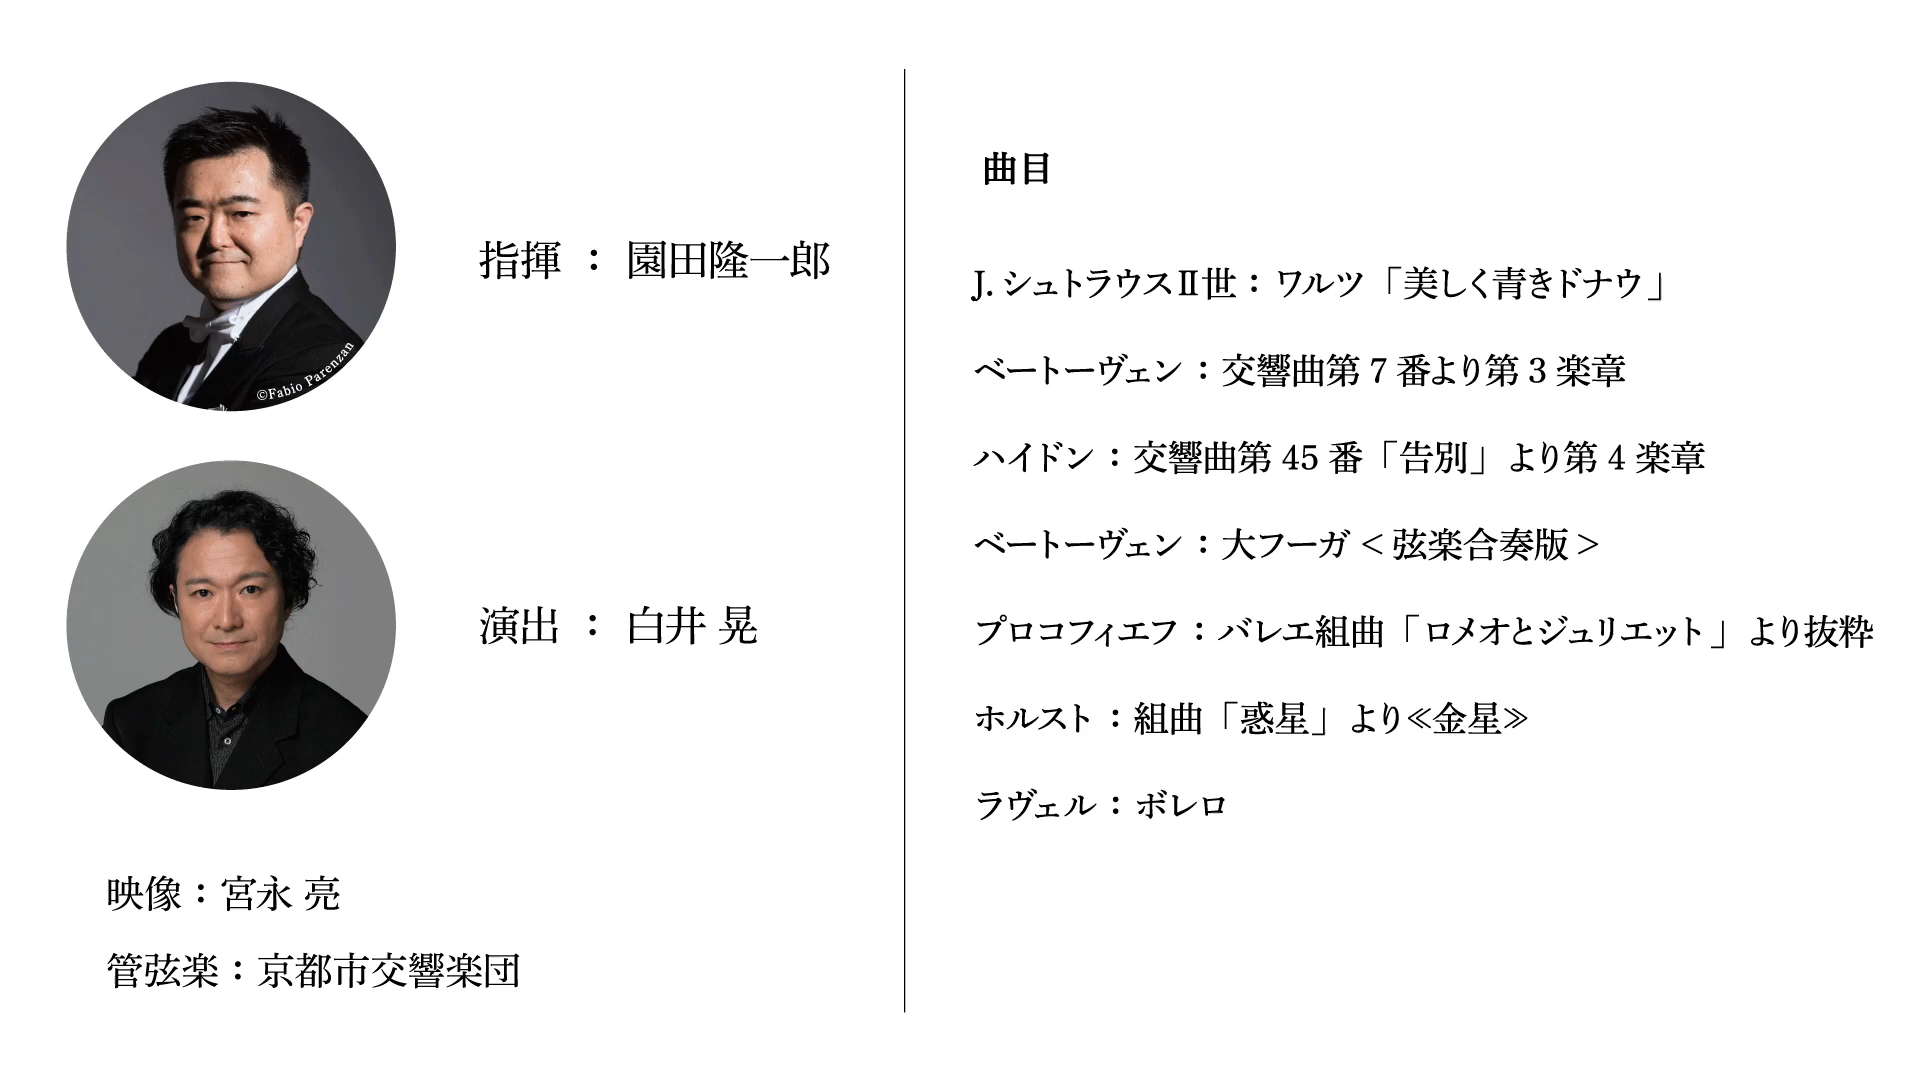 ©Fabio Parenzan
指揮 ： 園田隆一郎
演出 ： 白井 晃
映像：宮永 亮
管弦楽：京都市交響楽団
曲目
J. シュトラウスⅡ世： ワルツ「美しく青きドナウ」
ベートーヴェン ：交響曲第 7 番より第 3 楽章
ハイドン ：交響曲第 45 番「告別」より第 4 楽章
ベートーヴェン ：大フーガ < 弦楽合奏版 >
プロコフィエフ ：バレエ組曲「ロメオとジュリエット」より抜粋
ホルスト ：組曲「惑星」より≪金星≫
ラヴェル ：ボレロ